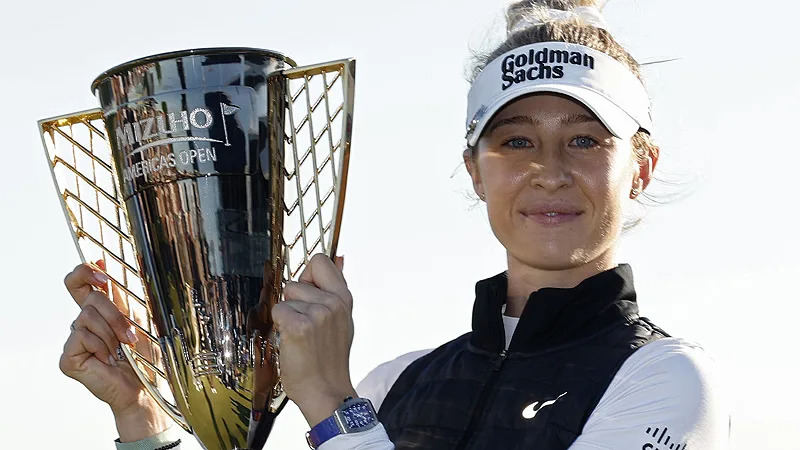 Goldman
Sachs
MIZUHO
AMERICAS OPEN